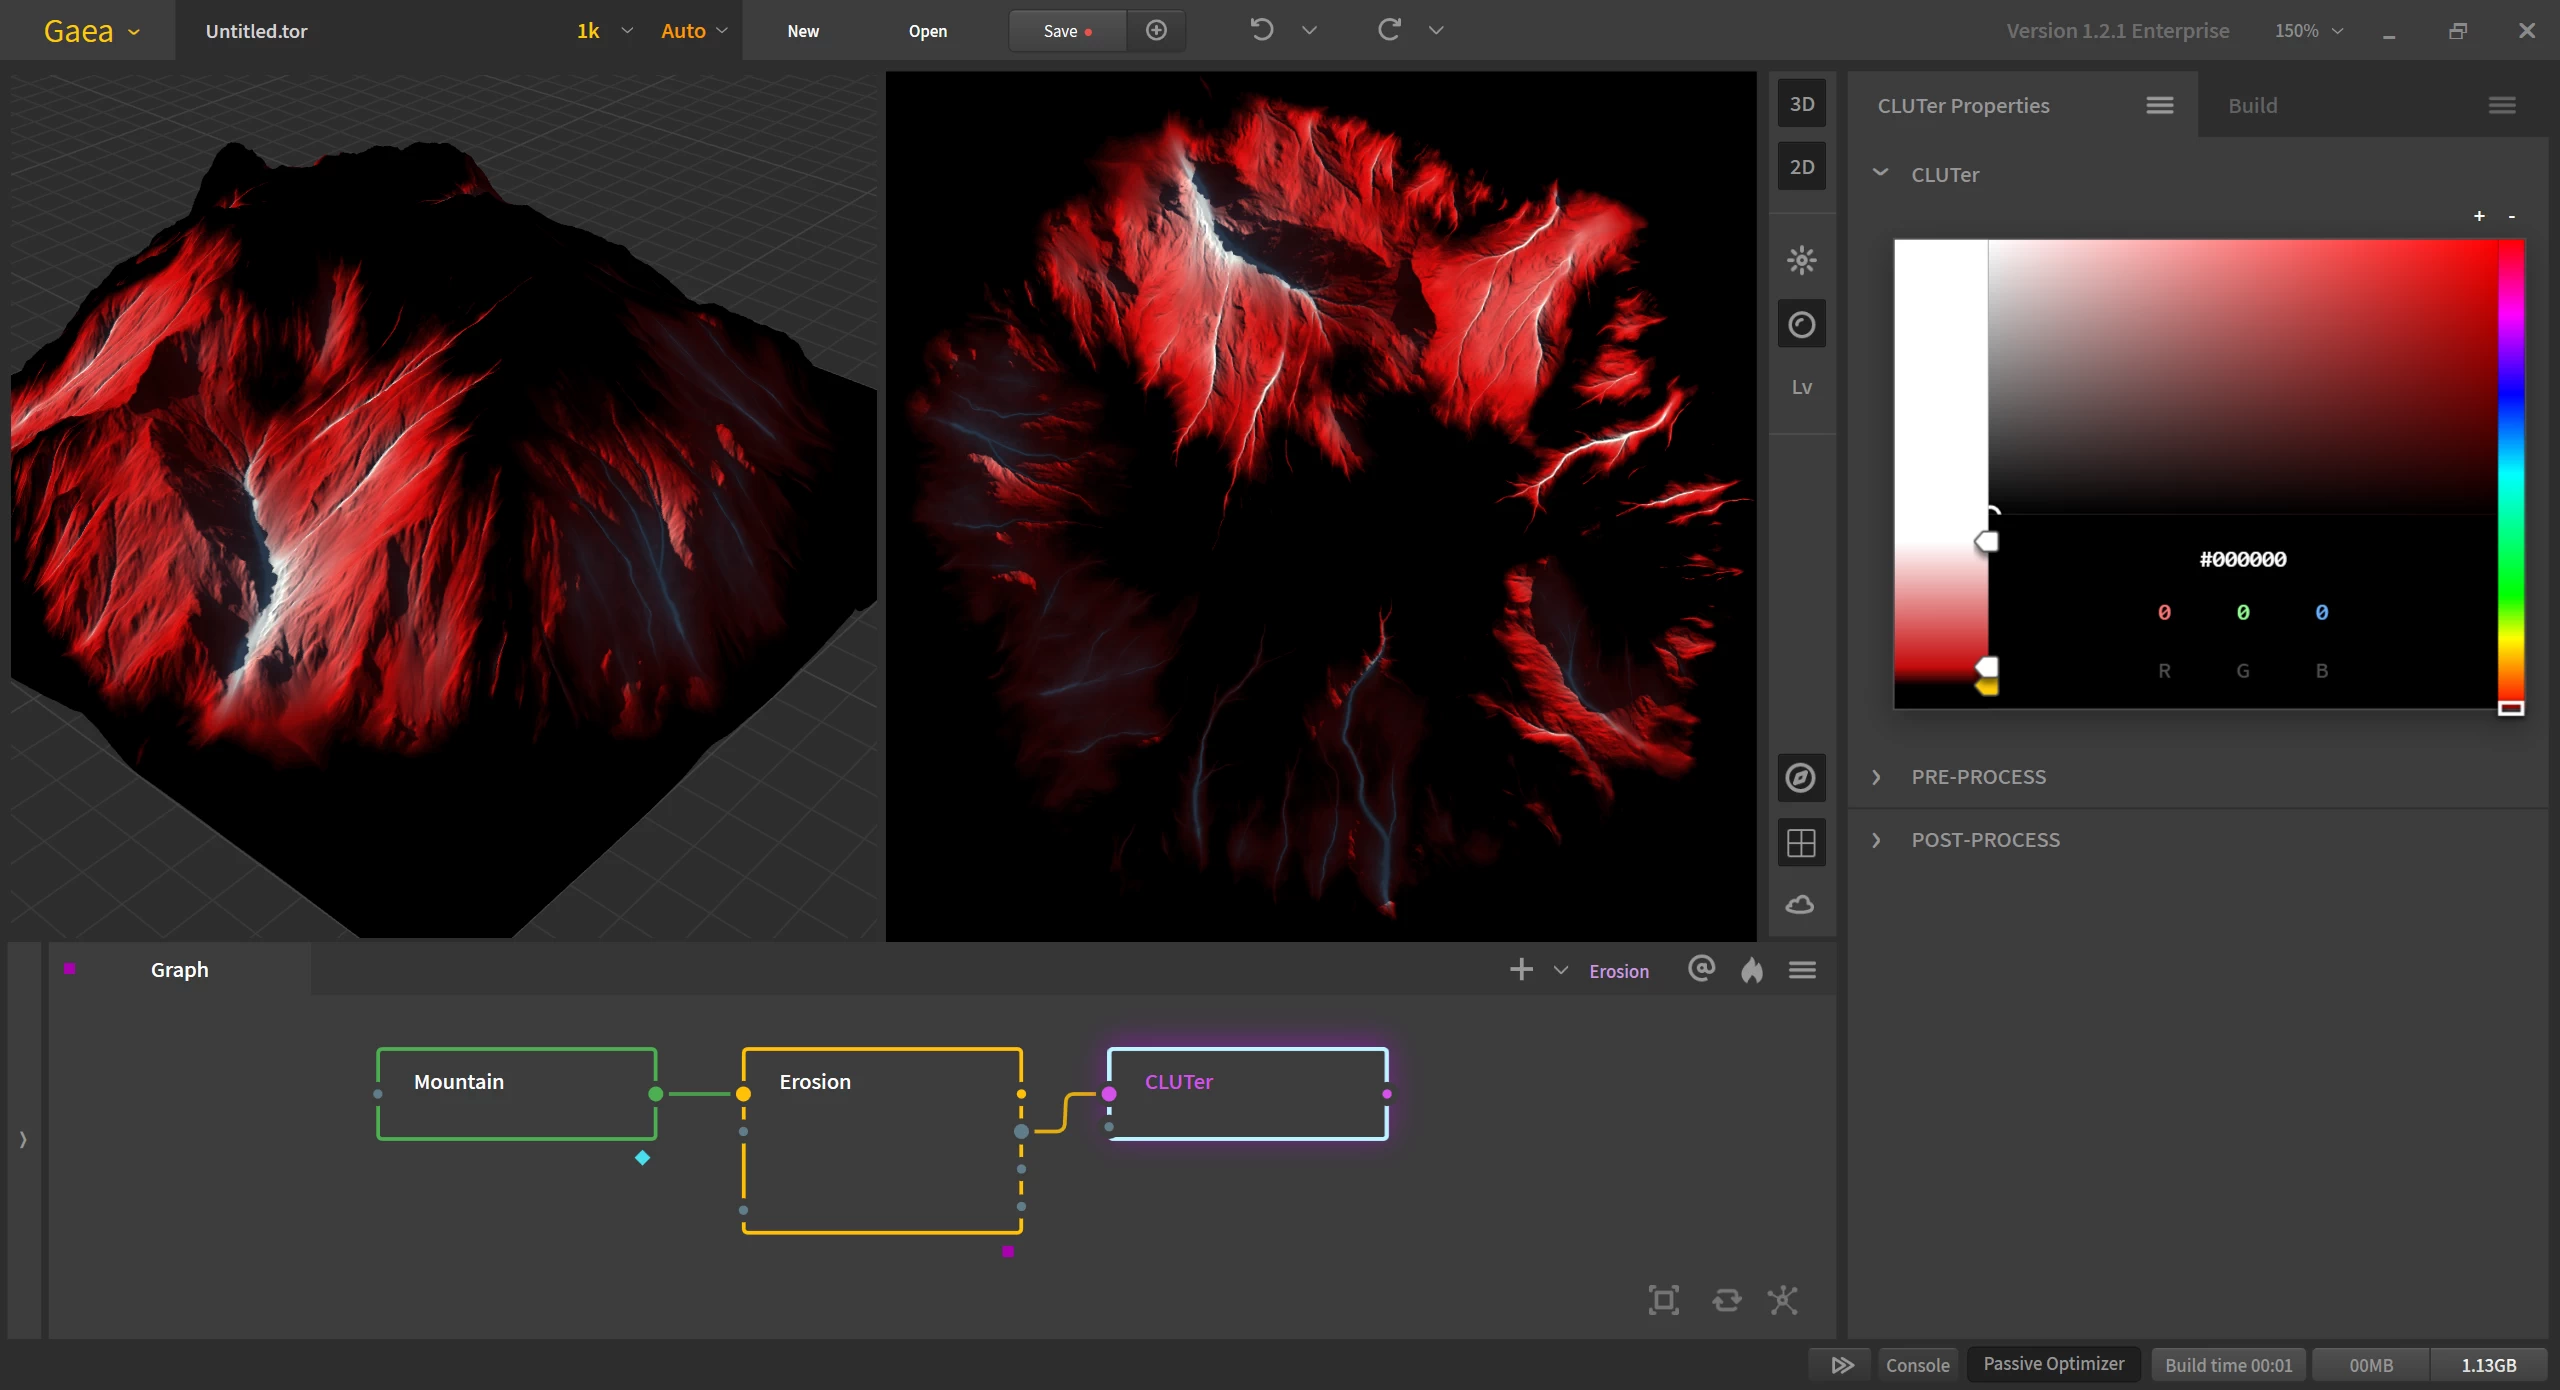 Gaea
Untitled.tor
1k
Auto
New
Open
Save
Version 1.2.1 Enterprise
150%
3D
2D
Lv
CLUTer Properties
Build
CLUTer
+ -
#000000
0 0 0
R G B
PRE-PROCESS
POST-PROCESS
Graph
Erosion
Mountain
Erosion
CLUTer
Console
Passive Optimizer
Build time 00:01
00MB
1.13GB